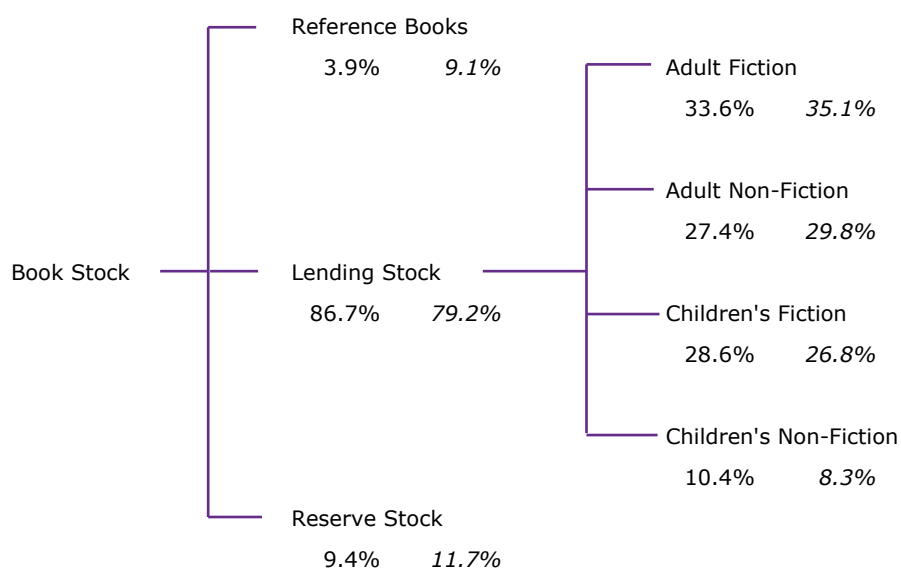 Reference Books
3.9% 9.1%
Adult Fiction
33.6% 35.1%
Adult Non-Fiction
27.4% 29.8%
Book Stock
Lending Stock
86.7% 79.2%
Children's Fiction
28.6% 26.8%
Children's Non-Fiction
10.4% 8.3%
Reserve Stock
9.4% 11.7%